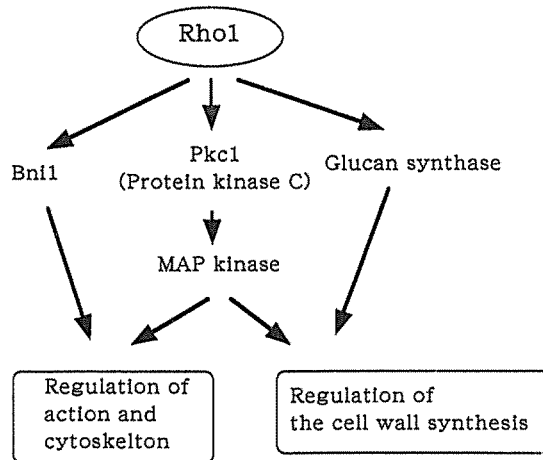 Rho1
Bni1
Pkc1
(Protein kinase C)
Glucan synthase
MAP kinase
Regulation of
action and
cytoskelton
Regulation of
the cell wall synthesis